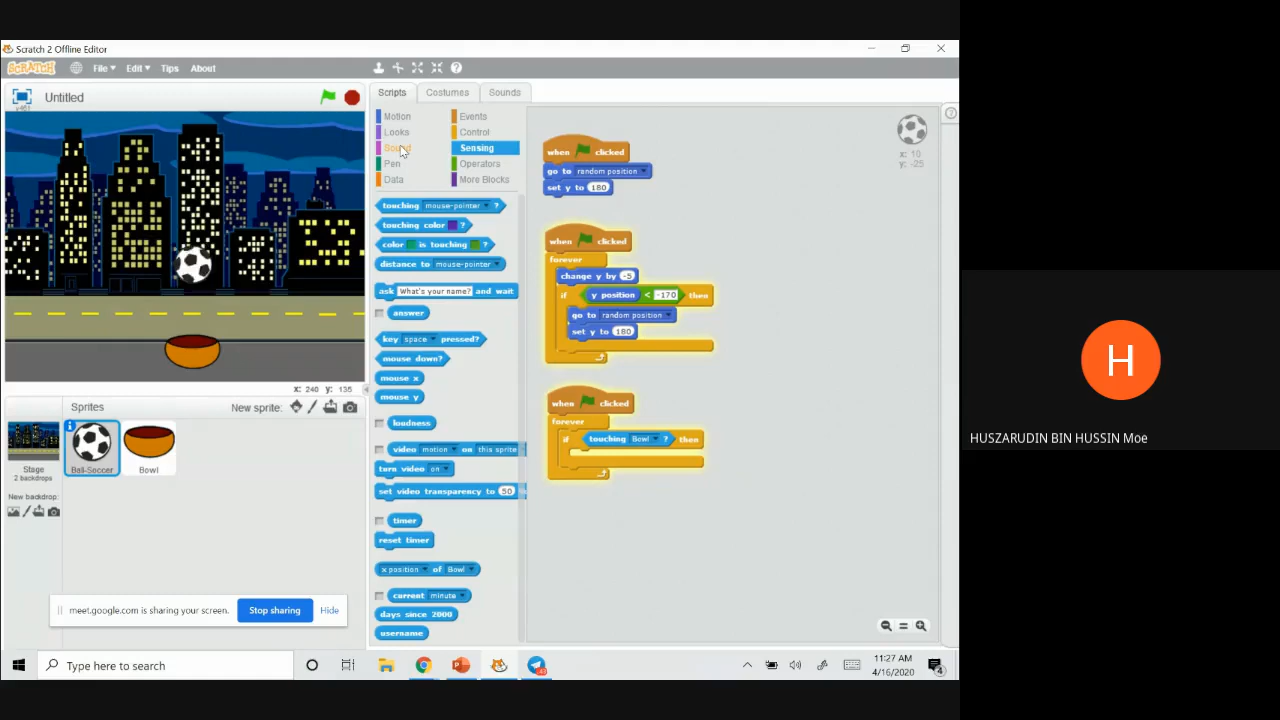 Scratch 2 Offline Editor
SCRATCH File Edit Tips About
Untitled
v461
Scripts Costumes Sounds
Motion Events
Looks Control
Sound Sensing
Pen Operators
Data More Blocks
touching mouse-pointer ?
touching color ?
color is touching ?
distance to mouse-pointer
ask What's your name? and wait
answer
key space pressed?
mouse down?
mouse x
mouse y
loudness
video motion on this sprite
turn video on
set video transparency to 50
timer
reset timer
x position of Bowl
current minute
days since 2000
username
when clicked
go to random position
set y to 180
when clicked
forever
change y by -5
if y position < -170 then
go to random position
set y to 180
when clicked
forever
if touching Bowl ? then
x: 10
y: -25
x: 240 y: 135
Sprites New sprite:
Stage
2 backdrops
New backdrop:
Ball-Soccer
Bowl
meet.google.com is sharing your screen. Stop sharing Hide
Type here to search
11:27 AM
4/16/2020
4
H
HUSZARUDIN BIN HUSSIN Moe